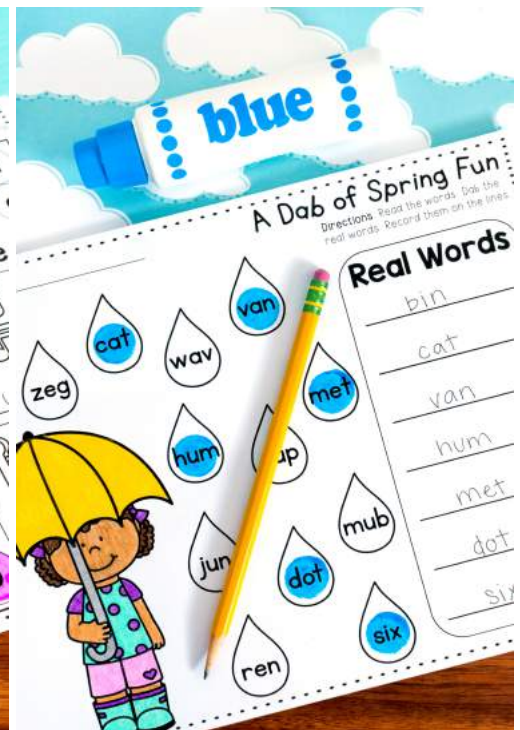 blue
A Dab of Spring Fun
Directions: Read the words. Dab the
real words. Record them on the lines.
Real Words
bin
cat
van
hum
met
dot
six
van
cat
wav
zeg
met
hum
mub
jun
dot
six
ren